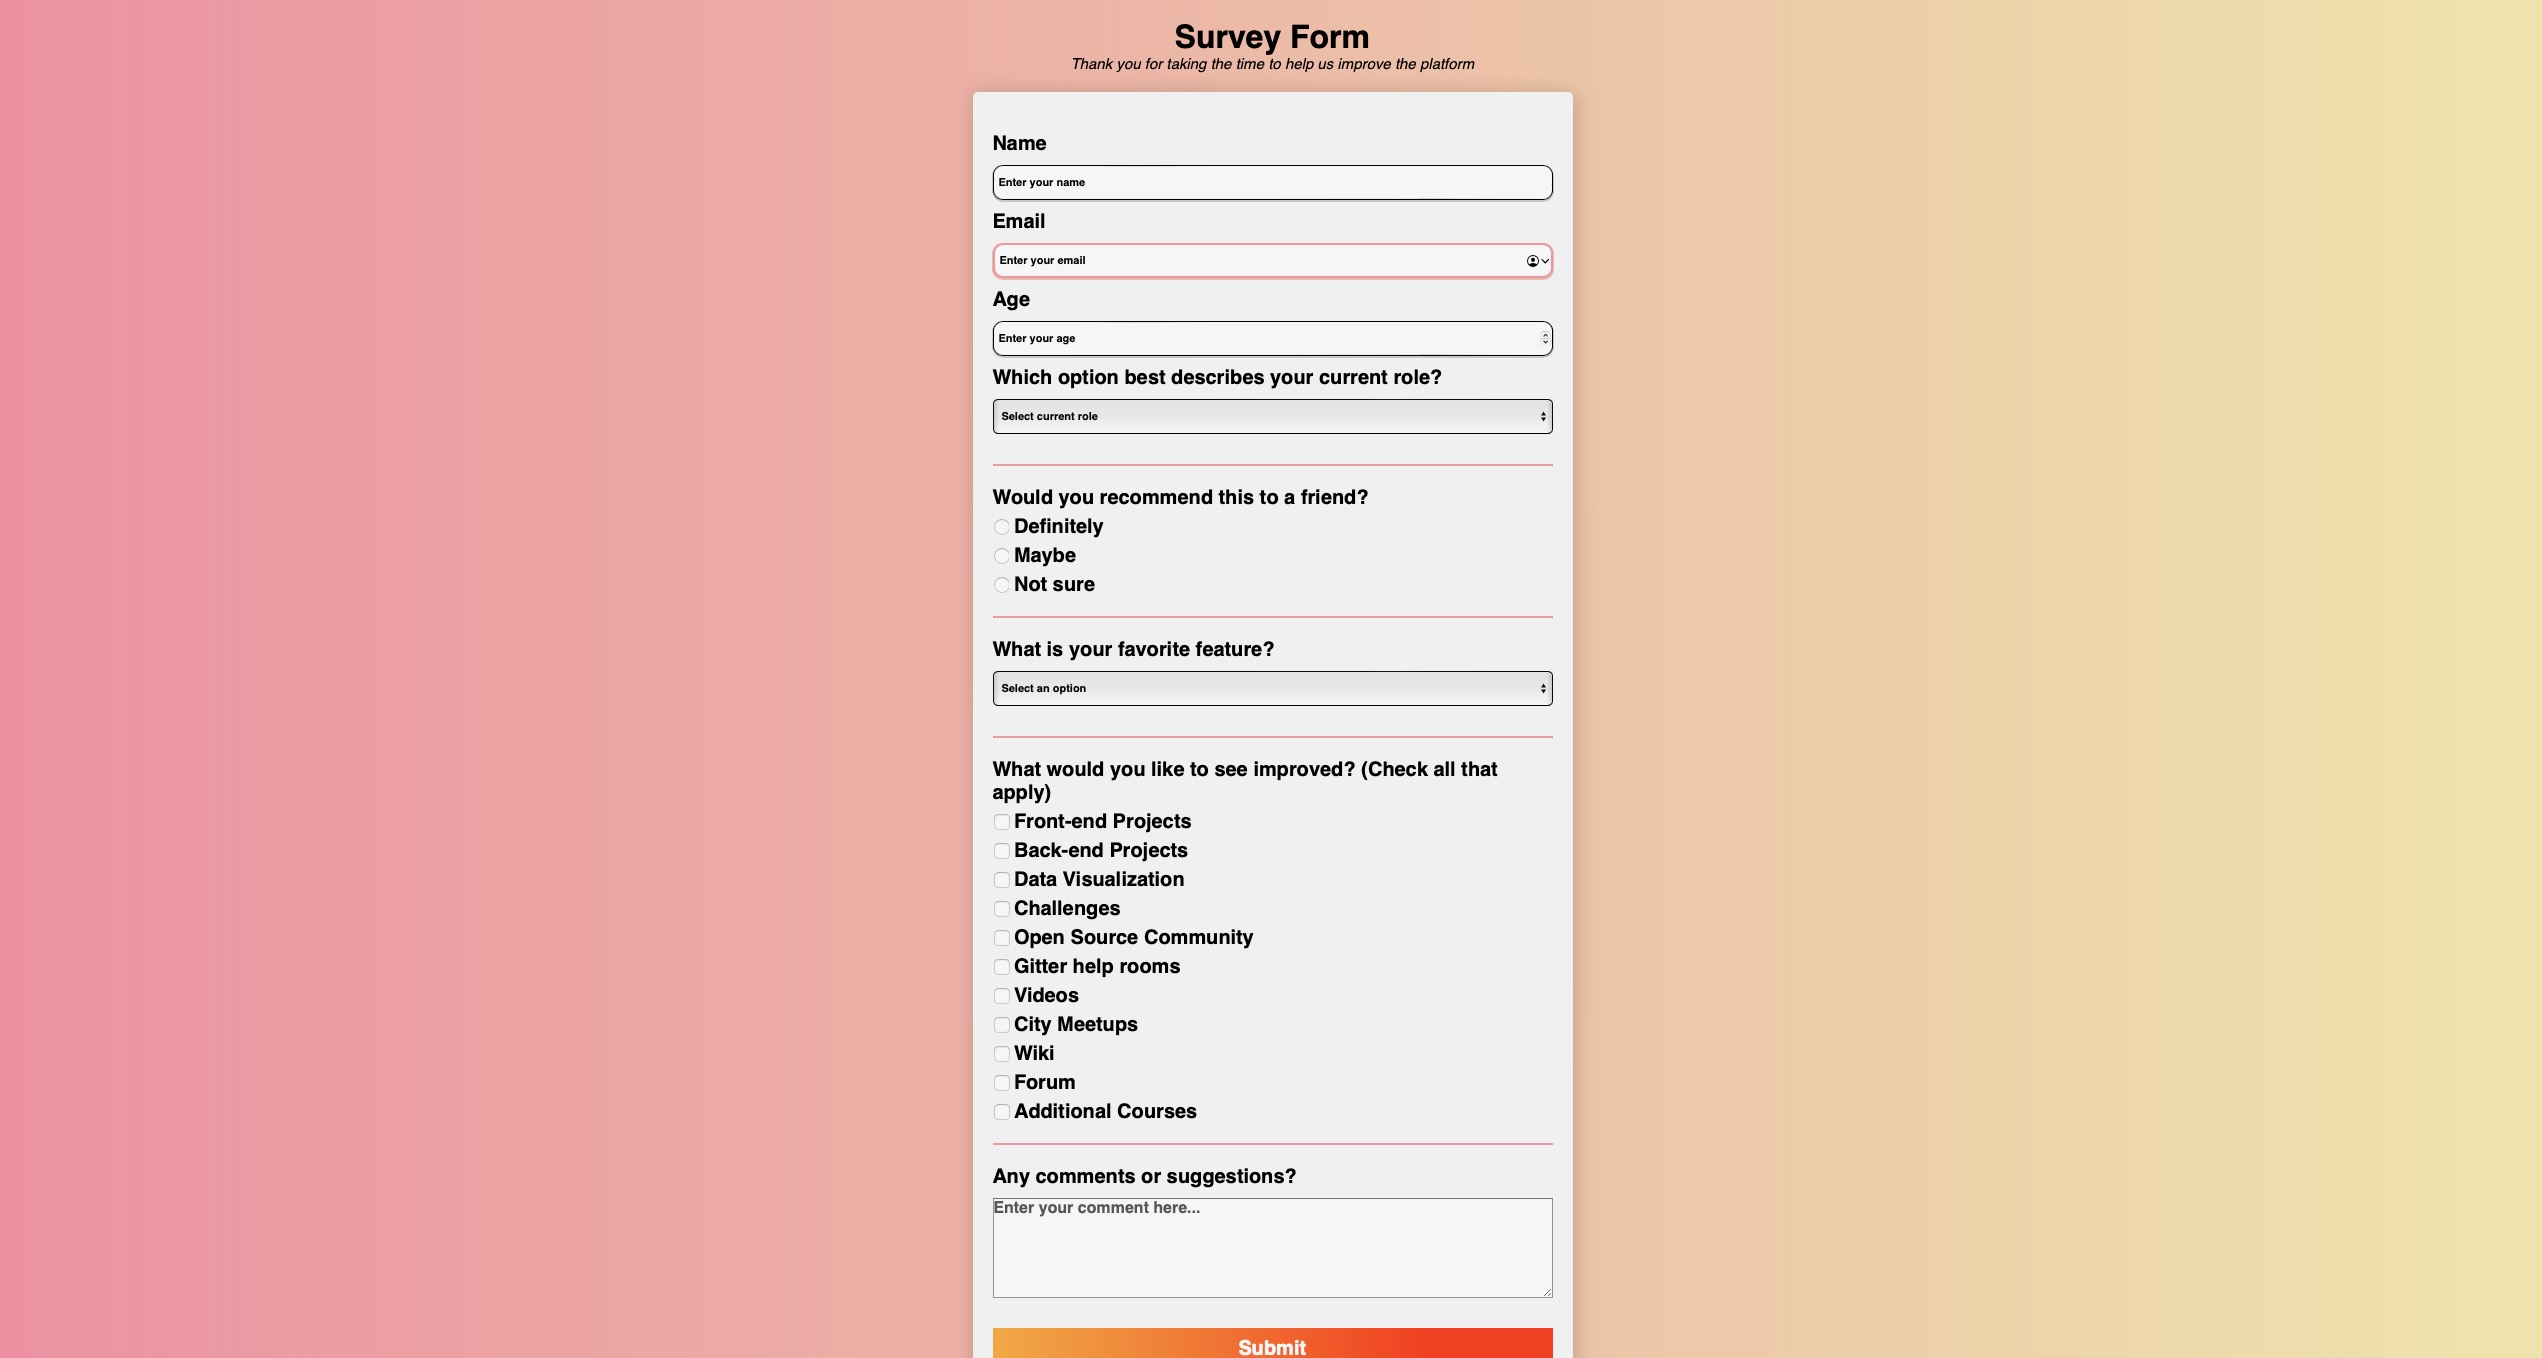 Survey Form
Thank you for taking the time to help us improve the platform
Name
Enter your name
Email
Enter your email
Age
Enter your age
Which option best describes your current role?
Select current role
Would you recommend this to a friend?
Definitely
Maybe
Not sure
What is your favorite feature?
Select an option
What would you like to see improved? (Check all that
apply)
Front-end Projects
Back-end Projects
Data Visualization
Challenges
Open Source Community
Gitter help rooms
Videos
City Meetups
Wiki
Forum
Additional Courses
Any comments or suggestions?
Enter your comment here...
Submit